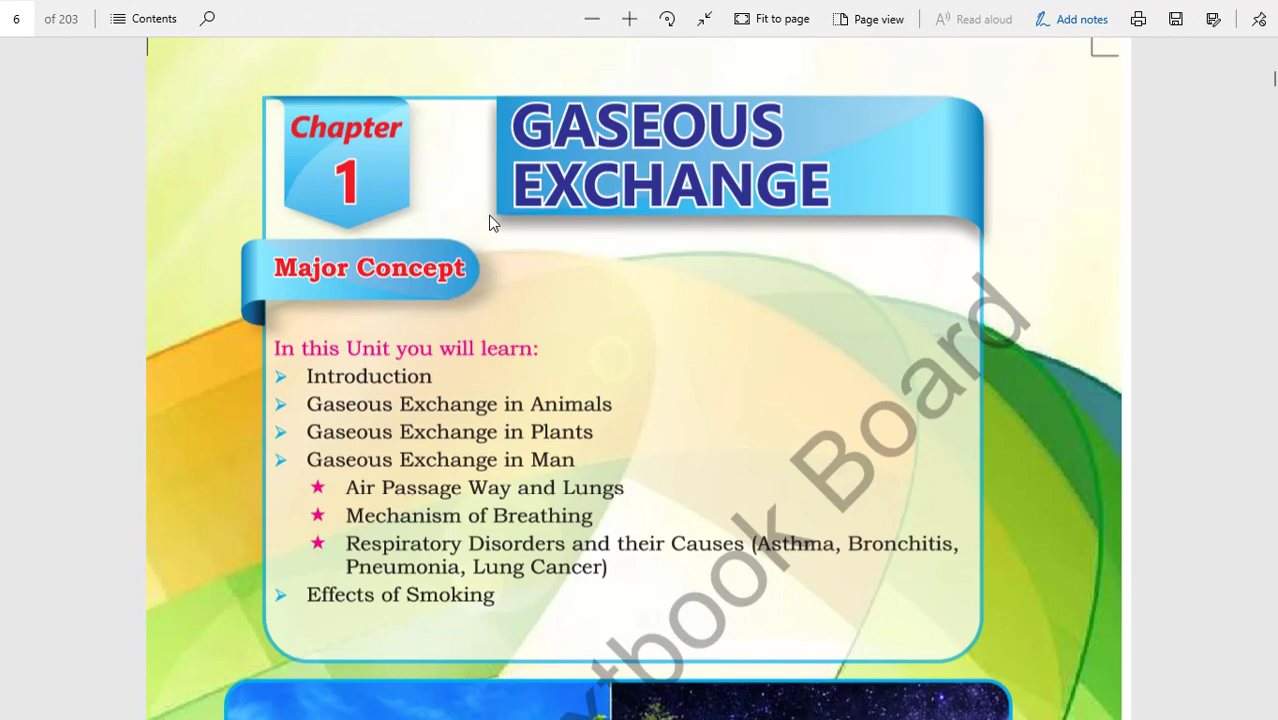 6 of 203 Contents Fit to page Page view Read aloud Add notes
Chapter
1
GASEOUS
EXCHANGE
Major Concept
In this Unit you will learn:
Introduction
Gaseous Exchange in Animals
Gaseous Exchange in Plants
Gaseous Exchange in Man
Air Passage Way and Lungs
Mechanism of Breathing
Respiratory Disorders and their Causes (Asthma, Bronchitis,
Pneumonia, Lung Cancer)
Effects of Smoking
Board